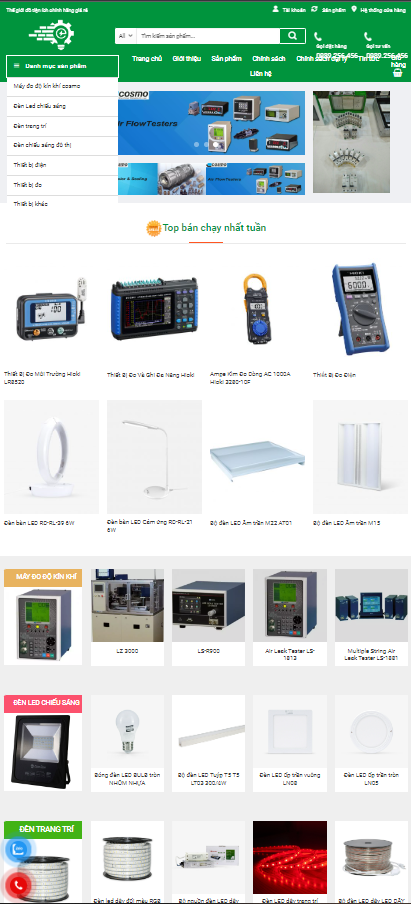 Thế giới đồ điện tốt chính hãng giá rẻ
Tài khoản
Sản phẩm
Hệ thống cửa hàng
All
Tìm kiếm sản phẩm...
Gọi đặt hàng
0989.256.456
Gọi tư vấn
0989.256.456
Danh mục sản phẩm
Trang chủ
Giới thiệu
Sản phẩm
Chính sách
Chính sách đại lý
Tin tức
hàng
Liên hệ
Máy đo độ kín khí cosmo
Đèn Led chiếu sáng
Đèn trang trí
Đèn chiếu sáng đô thị
Thiết bị điện
Thiết bị đo
Thiết bị khác
COSMO
Air Flow Testers
Top bán chạy nhất tuần
Thiết Bị Đo Môi Trường Hioki
LR8520
Thiết Bị Đo Và Ghi Đa Năng Hioki
Ampe Kìm Đo Dòng AC 1000A
Hioki 3280-10F
Thiết Bị Đo Điện
Đèn bàn LED RD-RL-39 6W
Đèn bàn LED Cảm ứng RD-RL-21
6W
Bộ đèn LED Âm trần M22 AT01
Bộ đèn LED Âm trần M15
MÁY ĐO ĐỘ KÍN KHÍ
LZ 3000
LS-R900
Air Leak Tester LS-
1813
Multiple String Air
Leak Tester LS-1881
ĐÈN LED CHIẾU SÁNG
Bóng đèn LED BULB tròn
NHÔM NHỰA
Bộ đèn LED Tuýp T5 T5
LT03 300/4W
Đèn LED ốp trần vuông
LN08
Đèn LED ốp trần tròn
LN05
ĐÈN TRANG TRÍ
Đèn led dây đổi màu RGB
Bộ nguồn đèn LED dây
Đèn LED dây trang trí
Bộ đèn LED dây LED DÂY